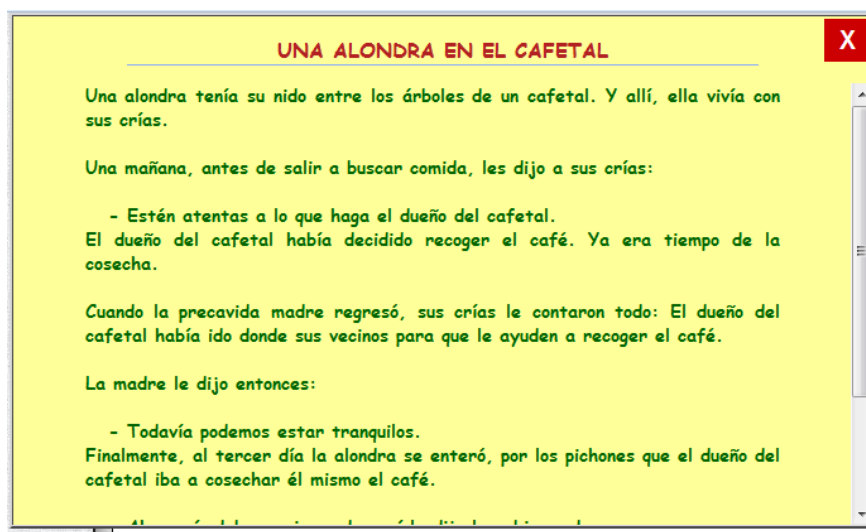 UNA ALONDRA EN EL CAFETAL
X
Una alondra tenía su nido entre los árboles de un cafetal. Y allí, ella vivía con
sus crías.
Una mañana, antes de salir a buscar comida, les dijo a sus crías:
- Estén atentas a lo que haga el dueño del cafetal.
El dueño del cafetal había decidido recoger el café. Ya era tiempo de la
cosecha.
Cuando la precavida madre regresó, sus crías le contaron todo: El dueño del
cafetal había ido donde sus vecinos para que le ayuden a recoger el café.
La madre le dijo entonces:
- Todavía podemos estar tranquilos.
Finalmente, al tercer día la alondra se enteró, por los pichones que el dueño del
cafetal iba a cosechar él mismo el café.